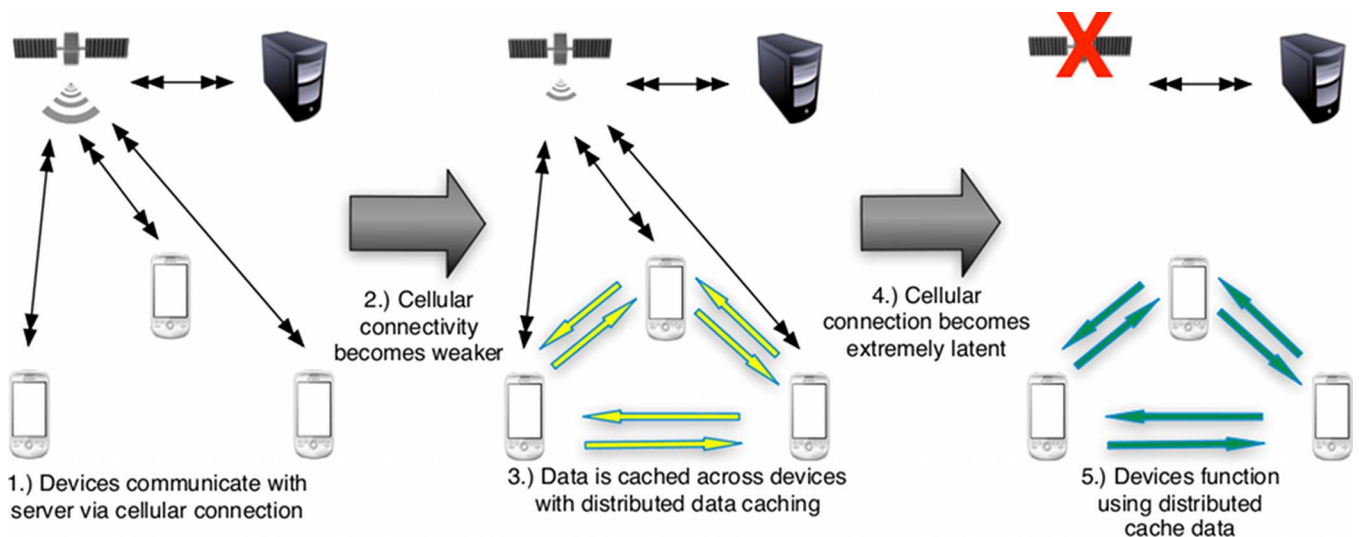 1.) Devices communicate with
server via cellular connection
2.) Cellular
connectivity
becomes weaker
3.) Data is cached across devices
with distributed data caching
4.) Cellular
connection becomes
extremely latent
5.) Devices function
using distributed
cache data